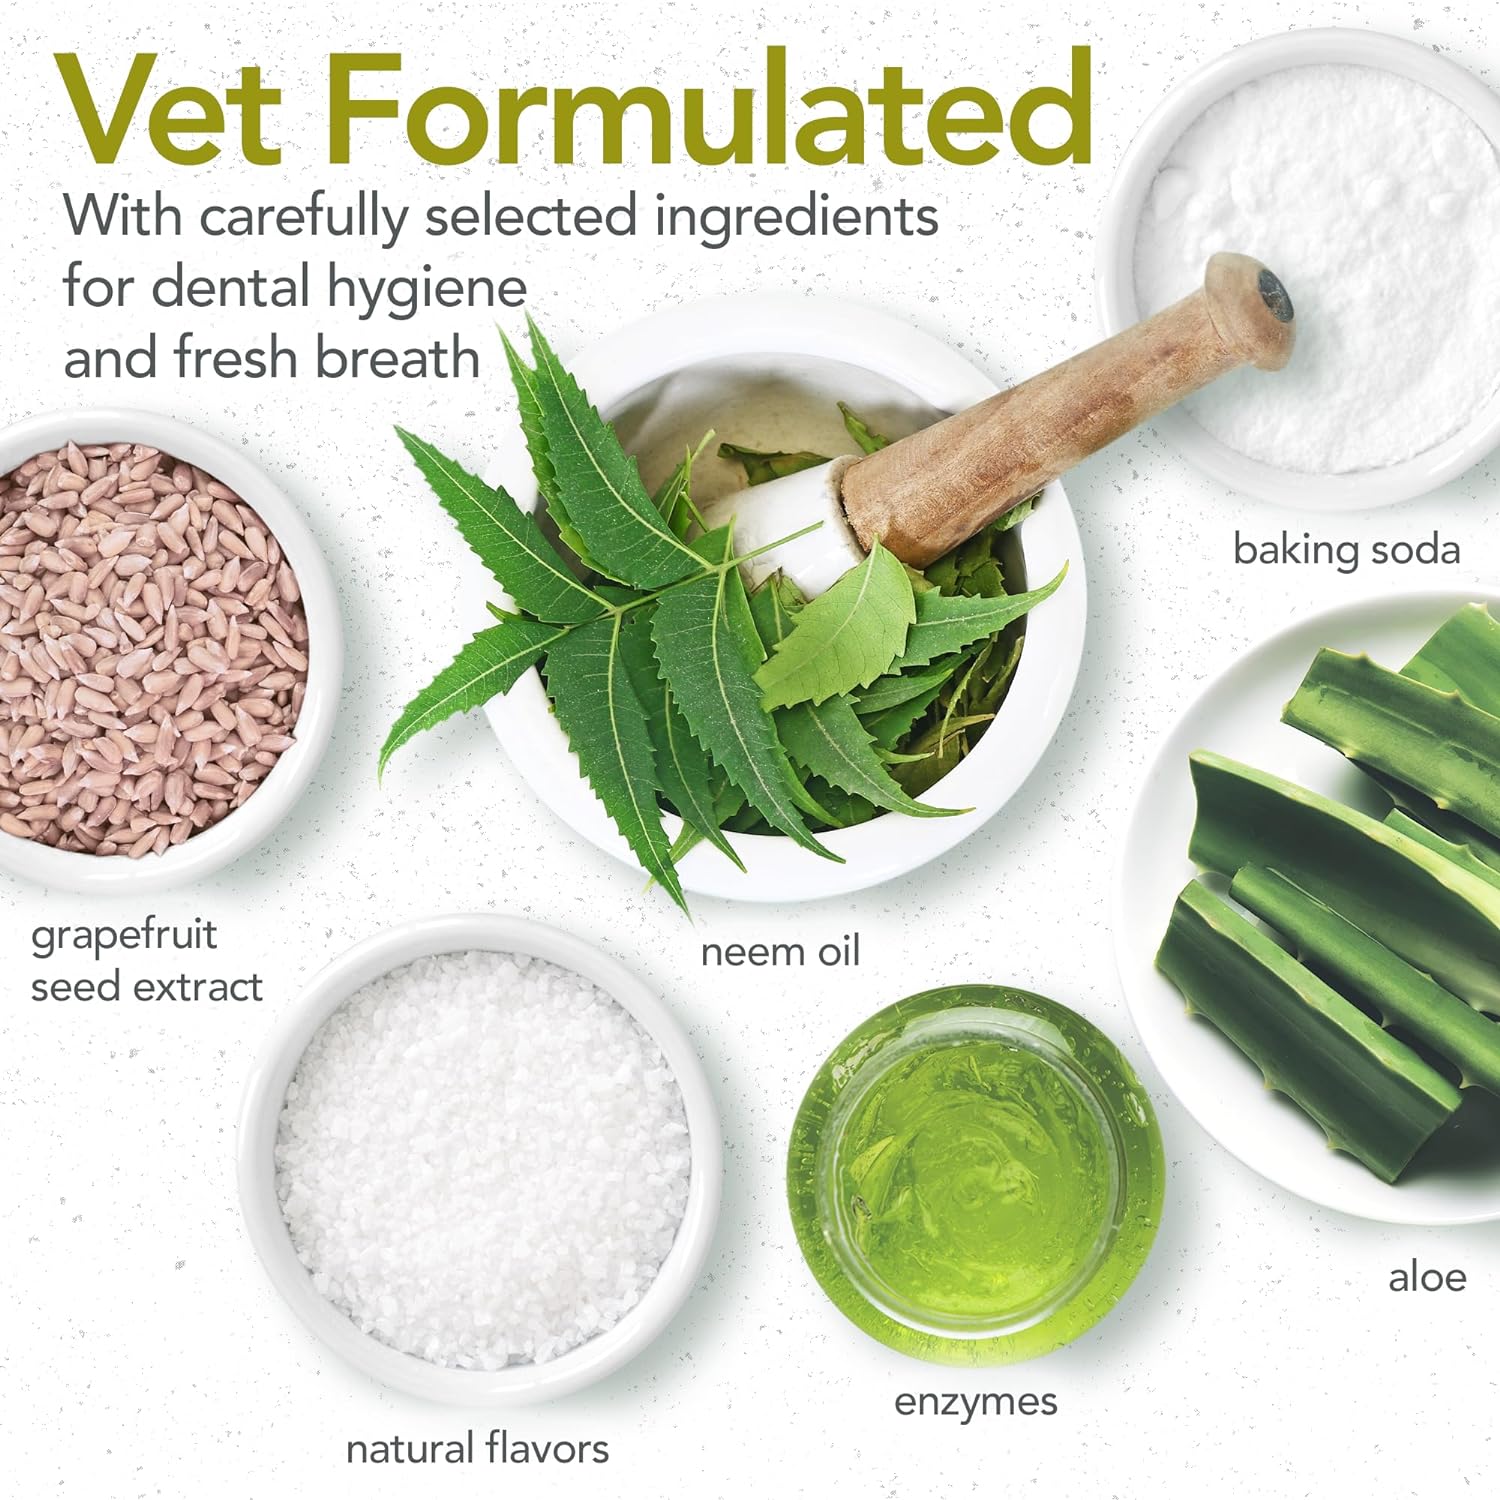 Vet Formulated
With carefully selected ingredients
for dental hygiene
and fresh breath
baking soda
grapefruit
seed extract
neem oil
aloe
enzymes
natural flavors